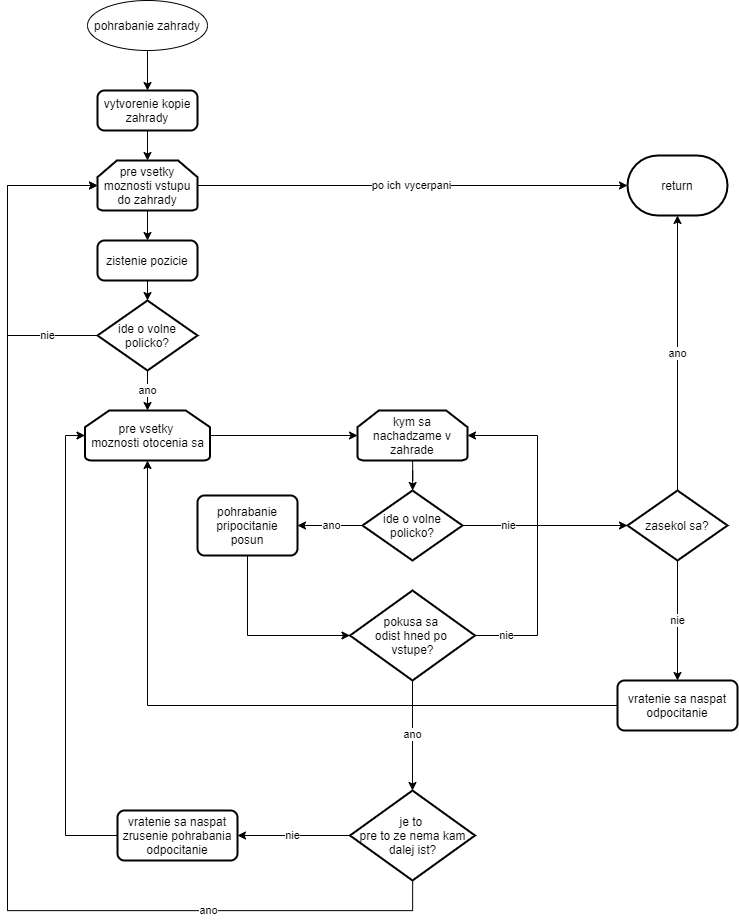 pohrabanie zahrady
vytvorenie kopie
zahrady
pre vsetky
moznosti vstupu
do zahrady
po ich vycerpani
return
zistenie pozicie
ide o volne
policko?
nie
ano
ano
pre vsetky
moznosti otocenia sa
kym sa
nachadzame v
zahrade
pohrabanie
pripocitanie
posun
ano
ide o volne
policko?
nie
zasekol sa?
pokusa sa
odist hned po
vstupe?
nie
nie
vratenie sa naspat
odpocitanie
ano
vratenie sa naspat
zrusenie pohrabania
odpocitanie
nie
je to
pre to ze nema kam
dalej ist?
ano